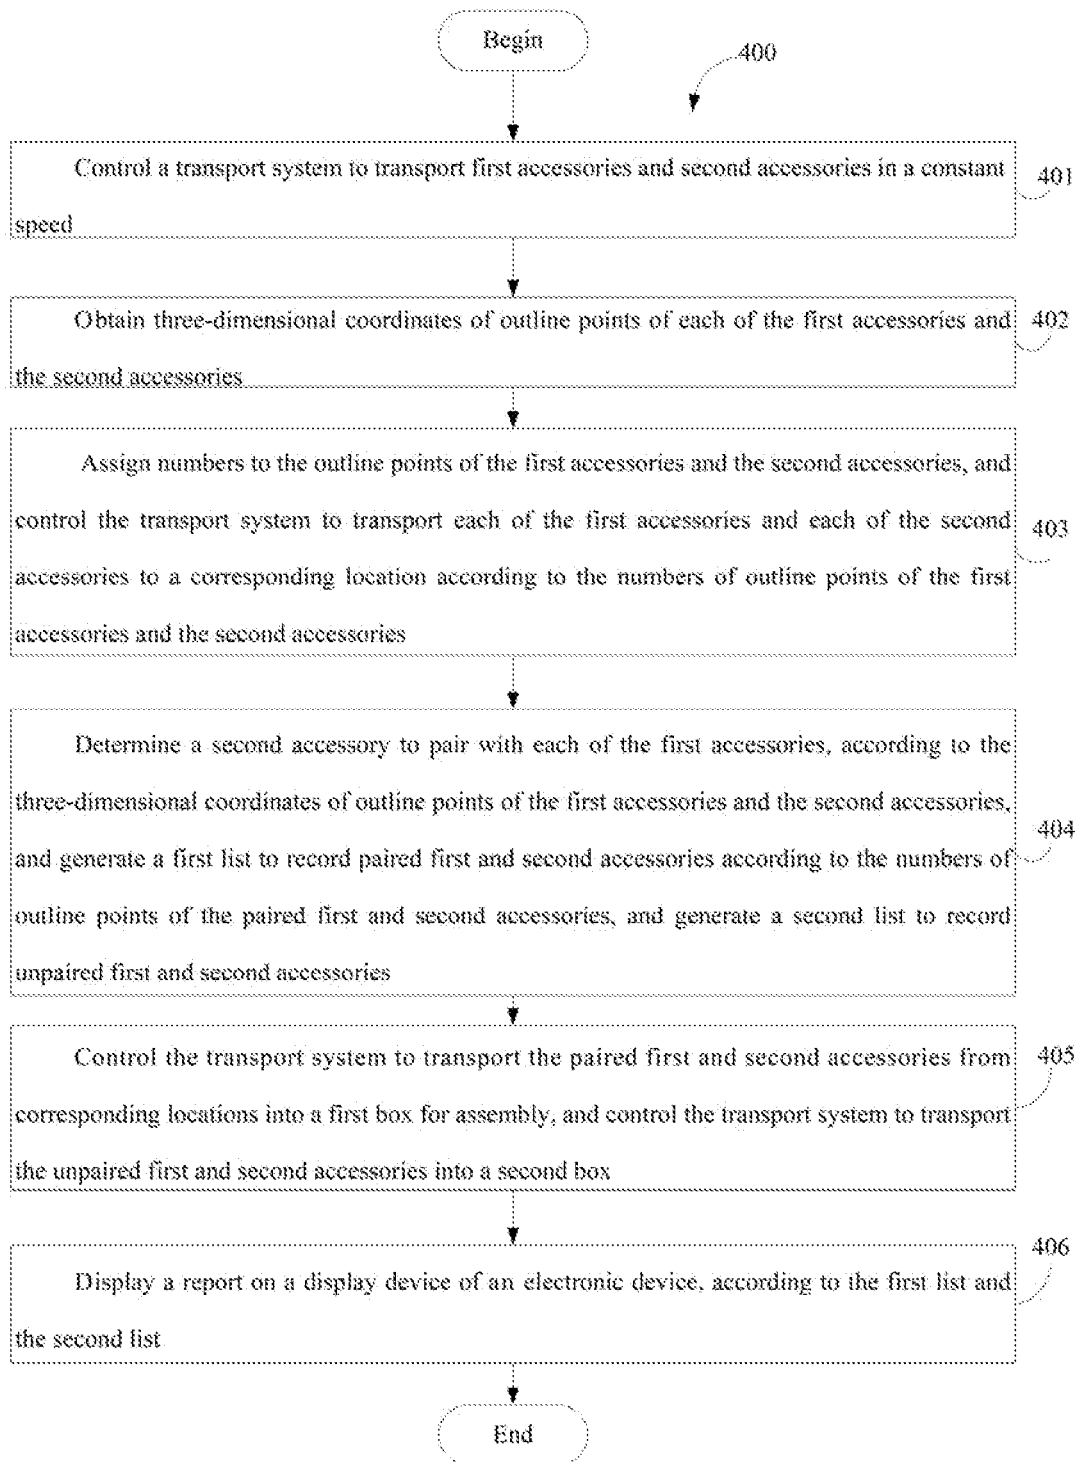 Begin
400
Control a transport system to transport first accessories and second accessories in a constant
speed
401
Obtain three-dimensional coordinates of outline points of each of the first accessories and
the second accessories
402
Assign numbers to the outline points of the first accessories and the second accessories, and
control the transport system to transport each of the first accessories and each of the second
accessories to a corresponding location according to the numbers of outline points of the first
accessories and the second accessories
403
Determine a second accessory to pair with each of the first accessories, according to the
three-dimensional coordinates of outline points of the first accessories and the second accessories,
and generate a first list to record paired first and second accessories according to the numbers of
outline points of the paired first and second accessories, and generate a second list to record
unpaired first and second accessories
404
Control the transport system to transport the paired first and second accessories from
corresponding locations into a first box for assembly, and control the transport system to transport
the unpaired first and second accessories into a second box
405
Display a report on a display device of an electronic device, according to the first list and
the second list
406
End